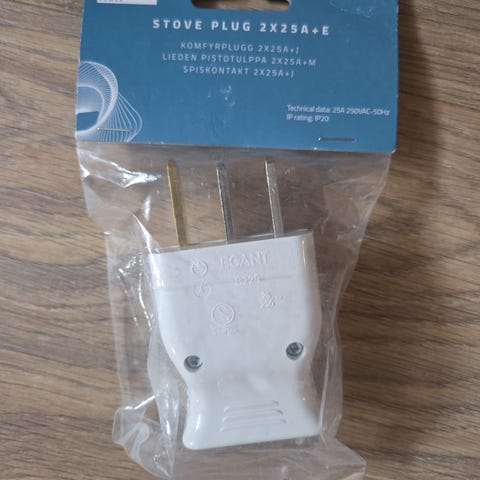 STOVE PLUG 2X25A+E
KOMFYRPLUGG 2X25A+J
LIEDEN PISTOTULPPA 2X25A+M
SPISKONTAKT 2X25A+J
Technical data: 25A 250VAC~50Hz
IP rating: IP20